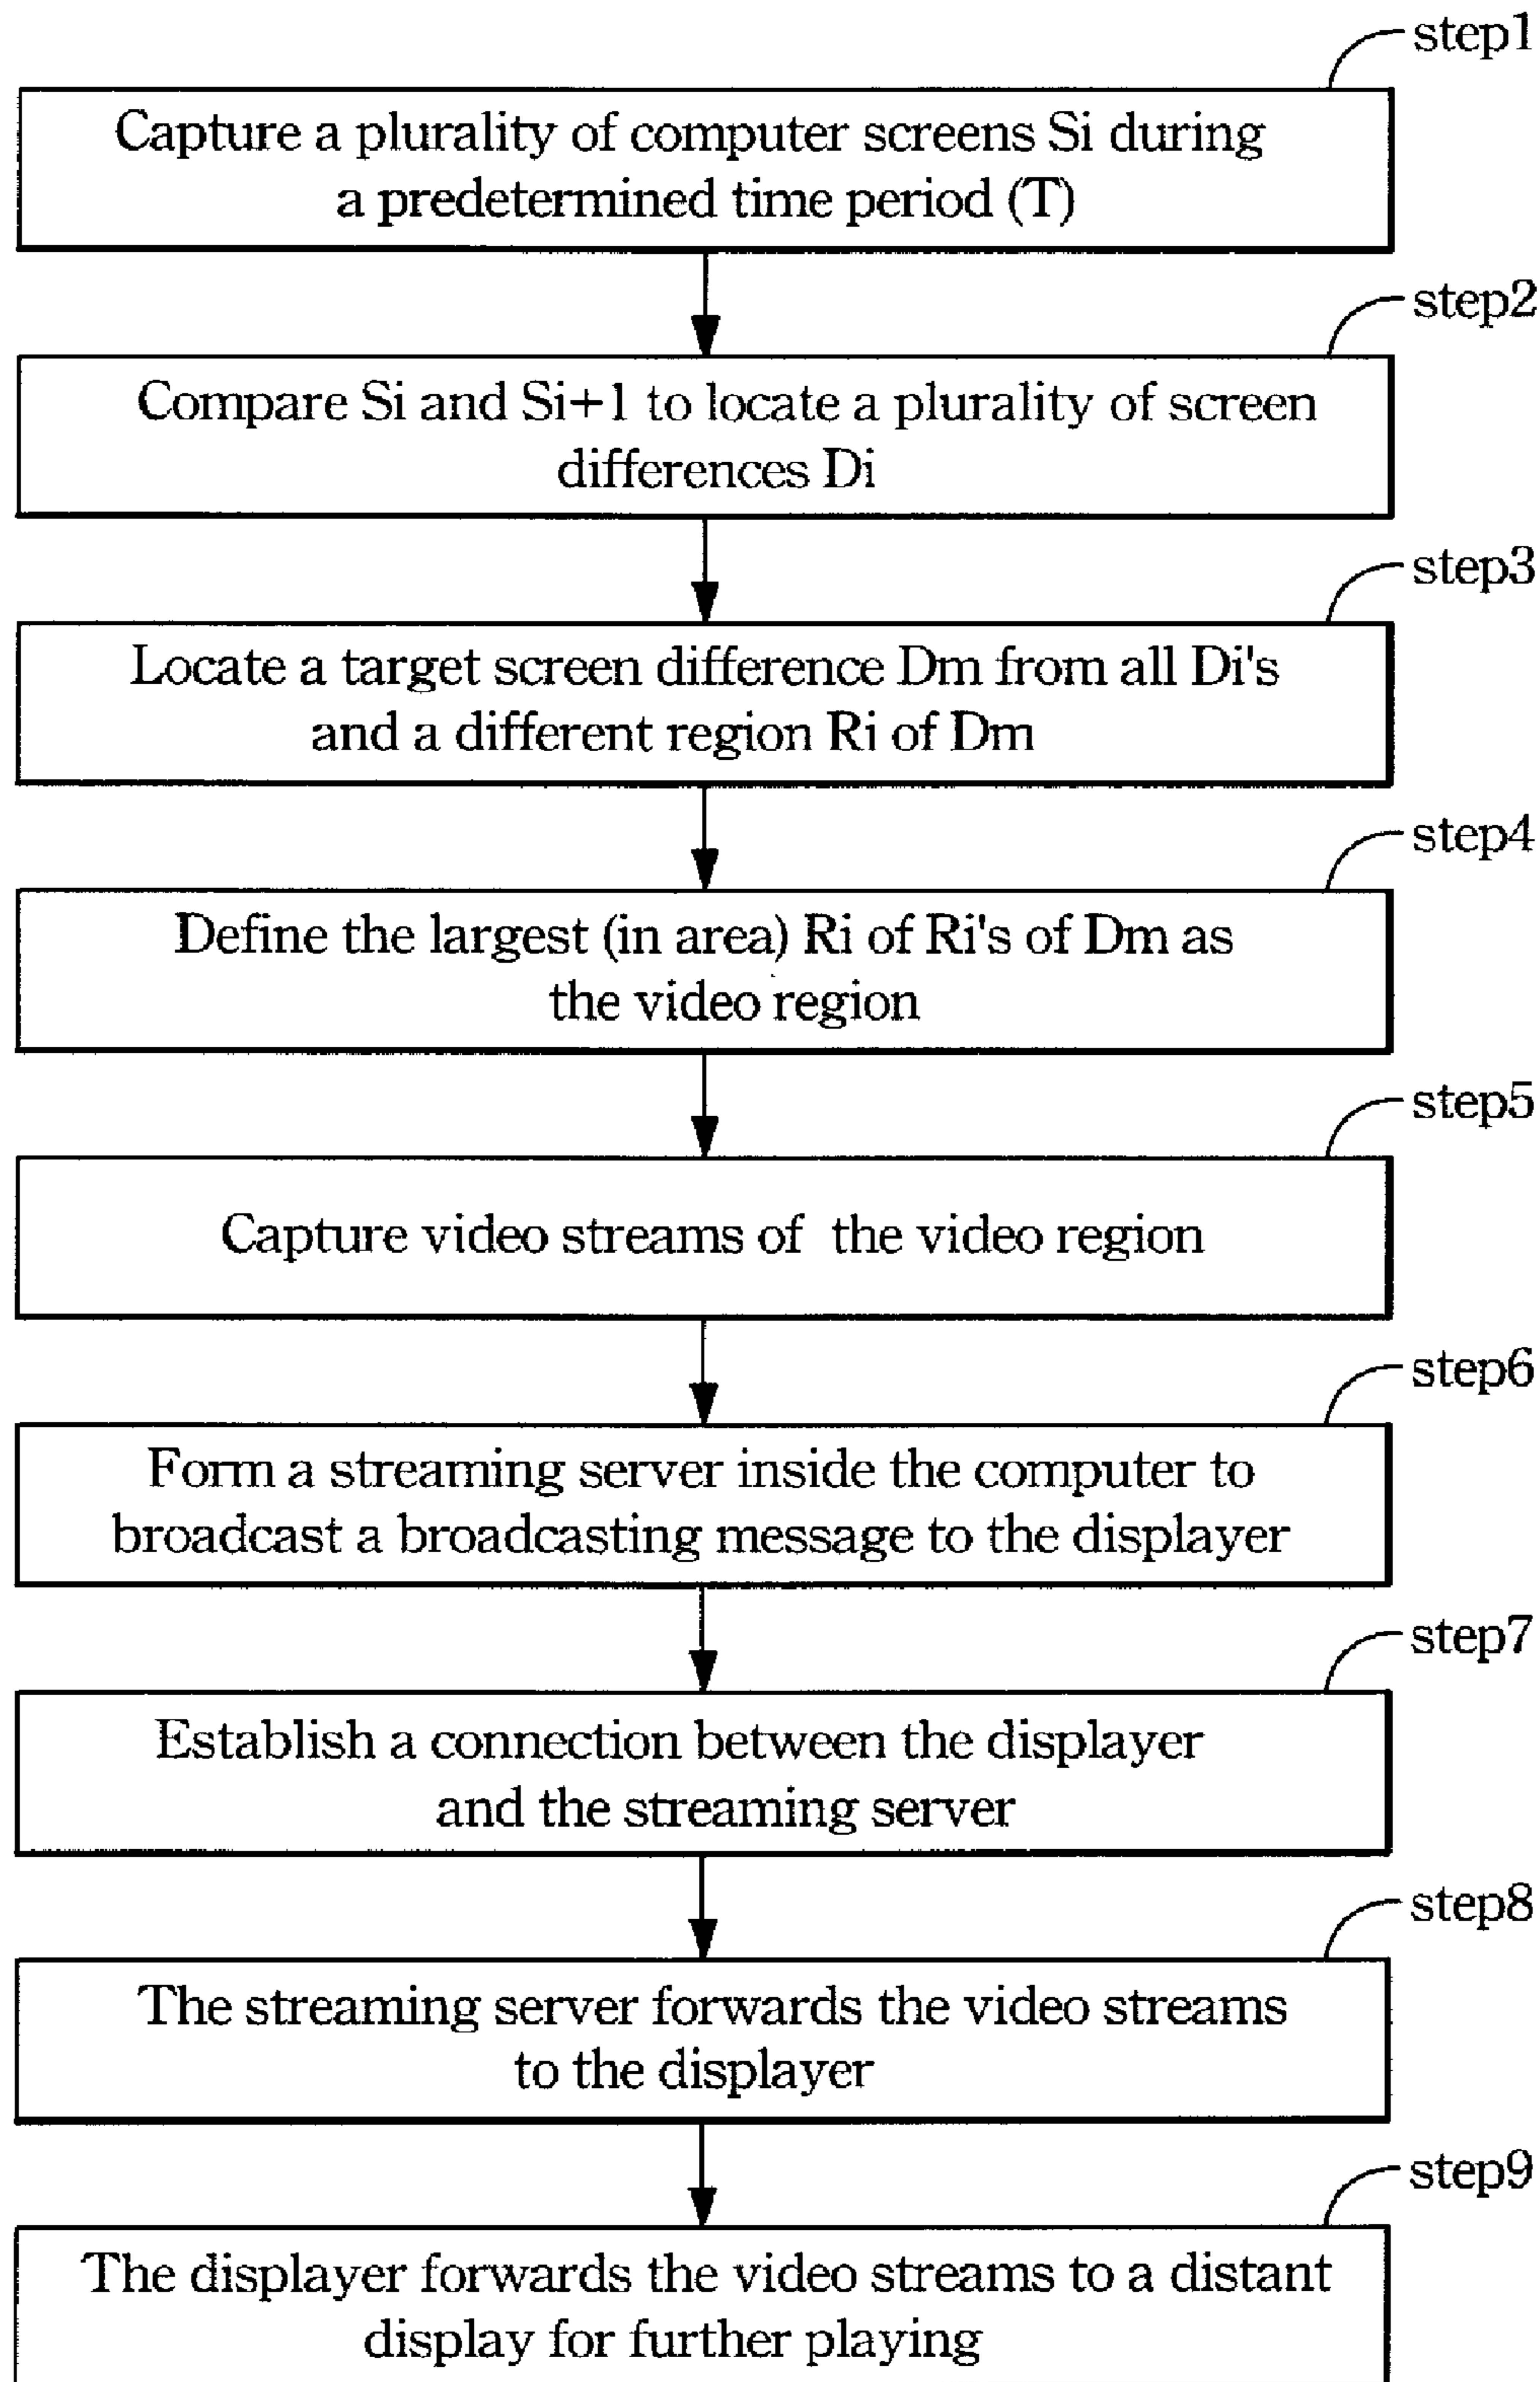 step1
Capture a plurality of computer screens Si during
a predetermined time period (T)
step2
Compare Si and Si+1 to locate a plurality of screen
differences Di
step3
Locate a target screen difference Dm from all Di's
and a different region Ri of Dm
step4
Define the largest (in area) Ri of Ri's of Dm as
the video region
step5
Capture video streams of the video region
step6
Form a streaming server inside the computer to
broadcast a broadcasting message to the displayer
step7
Establish a connection between the displayer
and the streaming server
step8
The streaming server forwards the video streams
to the displayer
step9
The displayer forwards the video streams to a distant
display for further playing